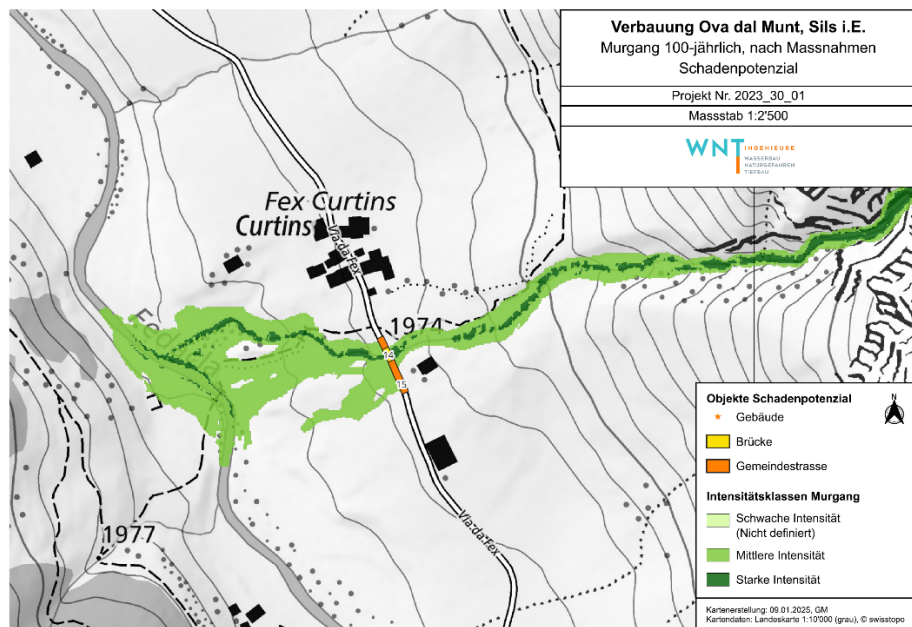 Verbauung Ova dal Munt, Sils i.E.
Murgang 100-jährlich, nach Massnahmen
Schadenpotenzial
Projekt Nr. 2023_30_01
Massstab 1:2'500
WNT
INGENIEURE
WASSERBAU
NATURGEFAHREN
TIEFBAU
Fex Curtins
Curtins
Via da Fex
1974
14
15
1977
Via da Fex
Objekte Schadenpotenzial
N
Gebäude
Brücke
Gemeindestrasse
Intensitätsklassen Murgang
Schwache Intensität
(Nicht definiert)
Mittlere Intensität
Starke Intensität
Kartenerstellung: 09.01.2025, GM
Kartendaten: Landeskarte 1:10'000 (grau), © swisstopo